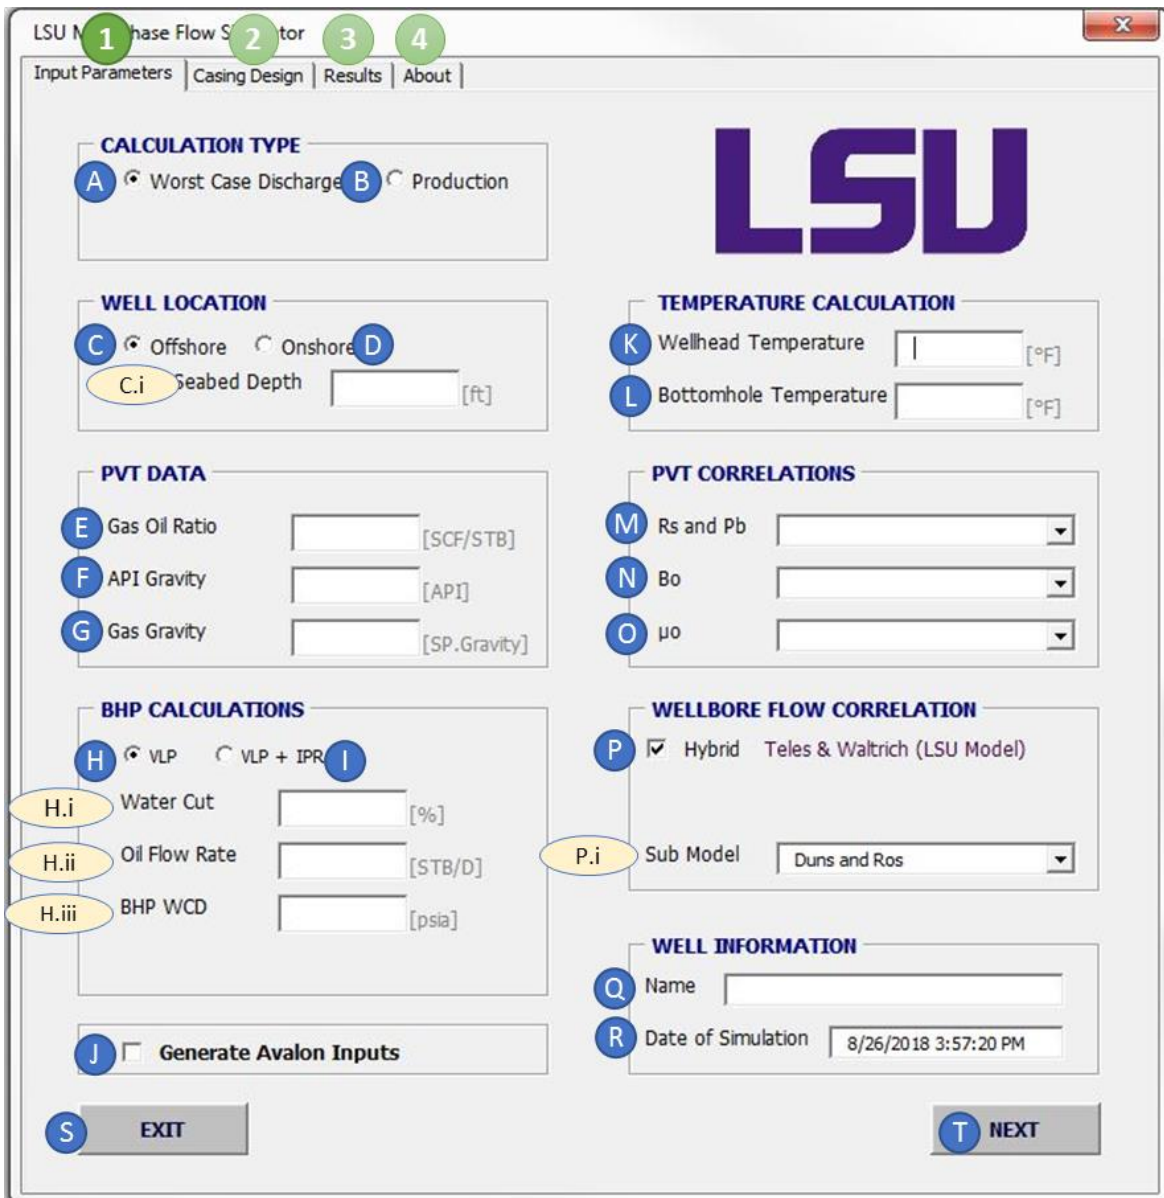 LSU M hase Flow S tor
1 2 3 4
Input Parameters Casing Design Results About
CALCULATION TYPE
A Worst Case Discharge B Production
LSU
WELL LOCATION
C Offshore Onshore D
C.i Seabed Depth [ft]
TEMPERATURE CALCULATION
K Wellhead Temperature [°F]
L Bottomhole Temperature [°F]
PVT DATA
E Gas Oil Ratio [SCF/STB]
F API Gravity [API]
G Gas Gravity [SP.Gravity]
PVT CORRELATIONS
M Rs and Pb
N Bo
O µo
BHP CALCULATIONS
H VLP VLP + IPR I
H.i Water Cut [%]
H.ii Oil Flow Rate [STB/D]
H.iii BHP WCD [psia]
WELLBORE FLOW CORRELATION
P Hybrid Teles & Waltrich (LSU Model)
P.i Sub Model Duns and Ros
WELL INFORMATION
Q Name
R Date of Simulation 8/26/2018 3:57:20 PM
J Generate Avalon Inputs
S EXIT
T NEXT